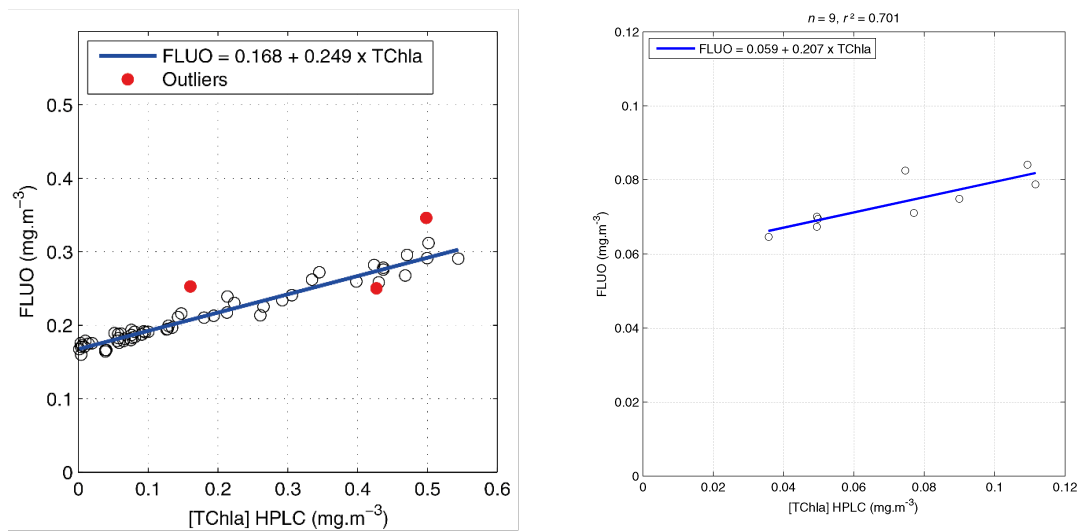 FLUO = 0.168 + 0.249 x TChla
Outliers
0.5
0.4
0.3
0.2
0.1
0
FLUO (mg.m⁻³)
0 0.1 0.2 0.3 0.4 0.5 0.6
[TChla] HPLC (mg.m⁻³)
n = 9, r² = 0.701
FLUO = 0.059 + 0.207 x TChla
0.12
0.1
0.08
0.06
0.04
0.02
0
FLUO (mg.m⁻³)
0 0.02 0.04 0.06 0.08 0.1 0.12
[TChla] HPLC (mg.m⁻³)